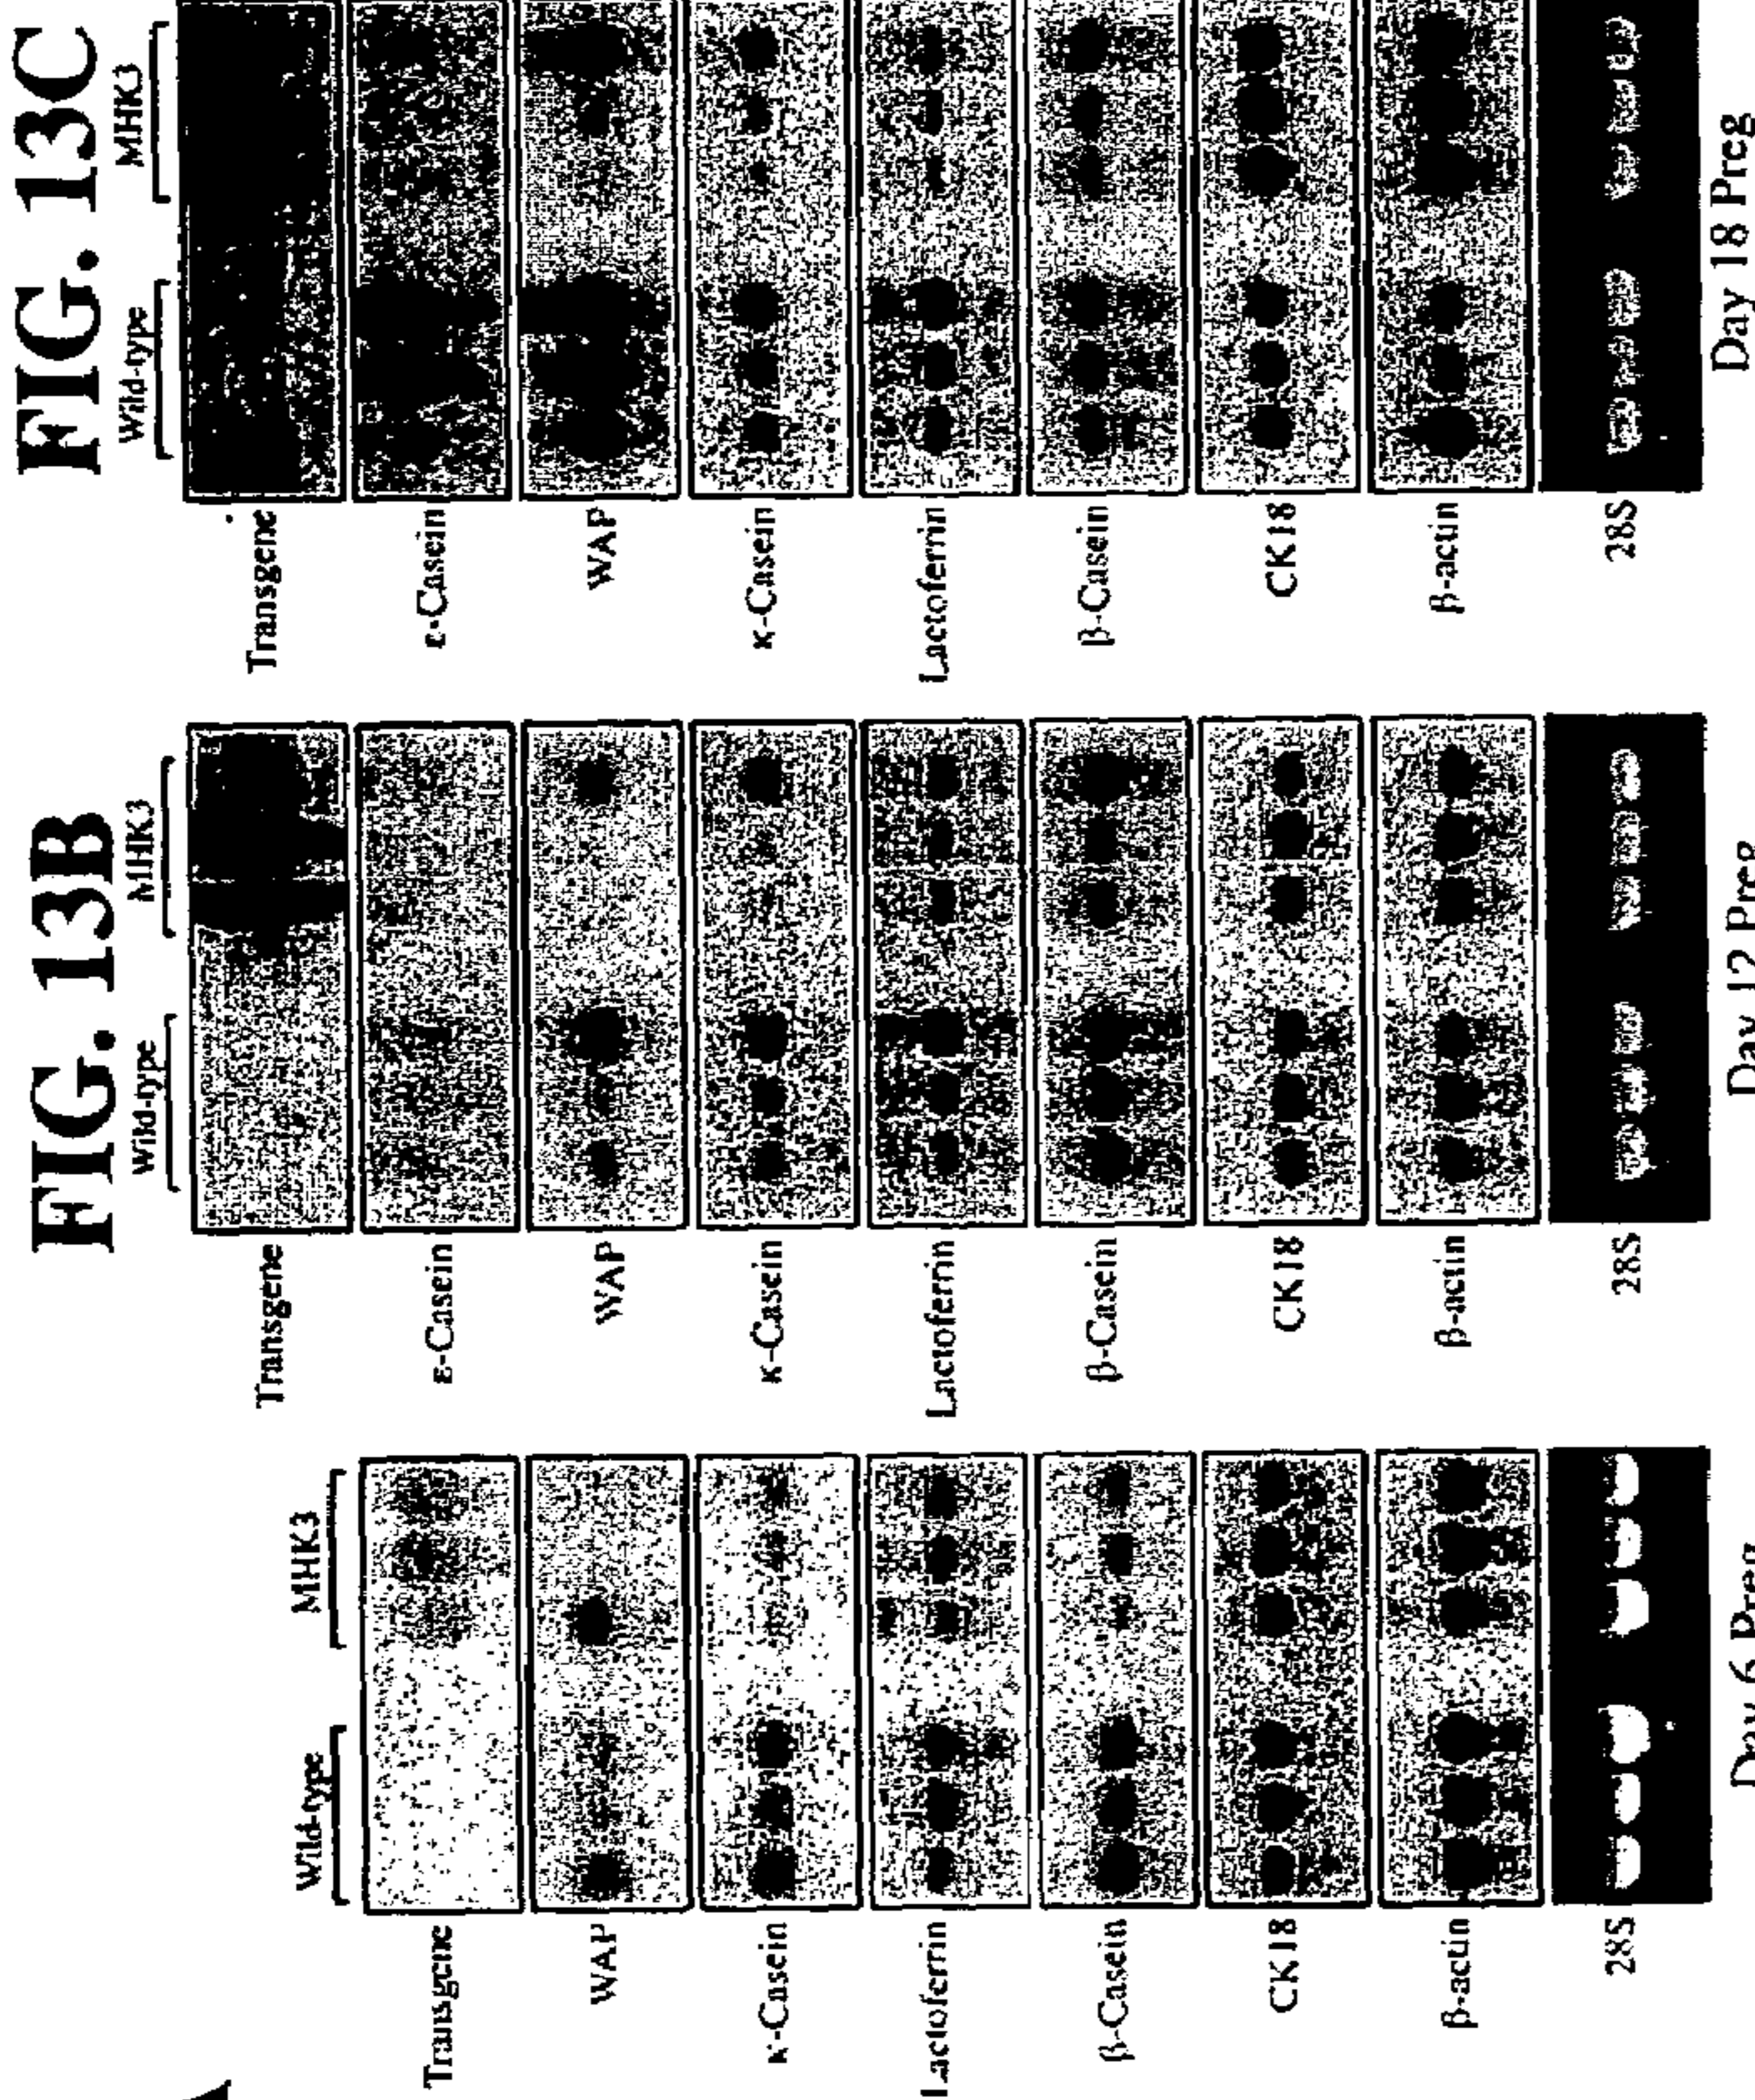 A
Wild-type MHK3
Transgene
WAP
κ-Casein
Lactoferrin
β-Casein
CK18
β-actin
28S
Day 6 Preg
FIG. 13B
Wild-type MHK3
Transgene
ε-Casein
WAP
κ-Casein
Lactoferrin
β-Casein
CK18
β-actin
28S
Day 12 Preg
FIG. 13C
Wild-type MHK3
Transgene
ε-Casein
WAP
κ-Casein
Lactoferrin
β-Casein
CK18
β-actin
28S
Day 18 Preg